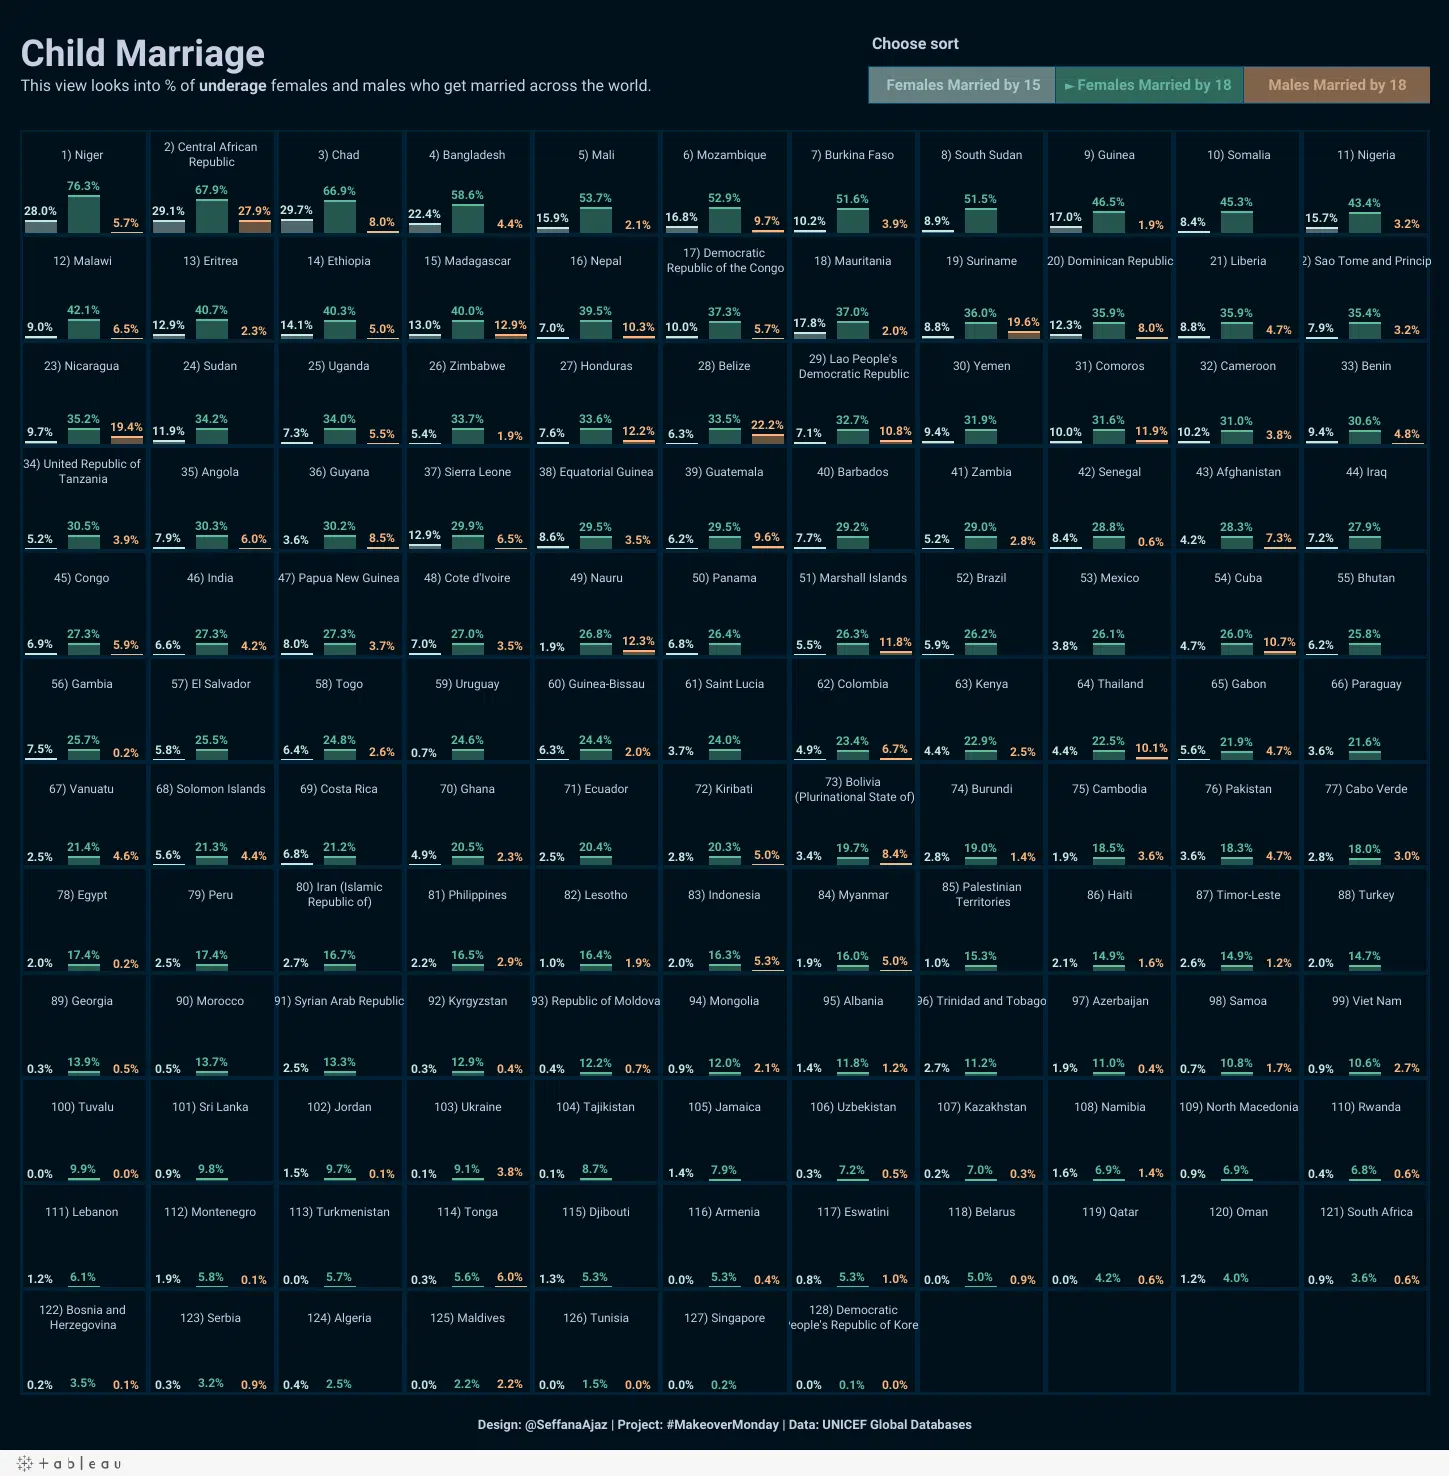 Child Marriage
This view looks into % of underage females and males who get married across the world.
Choose sort
Females Married by 15 ►Females Married by 18 Males Married by 18
1) Niger 2) Central African Republic 3) Chad 4) Bangladesh 5) Mali 6) Mozambique 7) Burkina Faso 8) South Sudan 9) Guinea 10) Somalia 11) Nigeria
28.0% 76.3% 5.7% 29.1% 67.9% 27.9% 29.7% 66.9% 8.0% 22.4% 58.6% 4.4% 15.9% 53.7% 2.1% 16.8% 52.9% 9.7% 10.2% 51.6% 3.9% 8.9% 51.5% 17.0% 46.5% 1.9% 8.4% 45.3% 15.7% 43.4% 3.2%
12) Malawi 13) Eritrea 14) Ethiopia 15) Madagascar 16) Nepal 17) Democratic Republic of the Congo 18) Mauritania 19) Suriname 20) Dominican Republic 21) Liberia 2) Sao Tome and Princip
9.0% 42.1% 6.5% 12.9% 40.7% 2.3% 14.1% 40.3% 5.0% 13.0% 40.0% 12.9% 7.0% 39.5% 10.3% 10.0% 37.3% 5.7% 17.8% 37.0% 2.0% 8.8% 36.0% 19.6% 12.3% 35.9% 8.0% 8.8% 35.9% 4.7% 7.9% 35.4% 3.2%
23) Nicaragua 24) Sudan 25) Uganda 26) Zimbabwe 27) Honduras 28) Belize 29) Lao People's Democratic Republic 30) Yemen 31) Comoros 32) Cameroon 33) Benin
9.7% 35.2% 19.4% 11.9% 34.2% 7.3% 34.0% 5.5% 5.4% 33.7% 1.9% 7.6% 33.6% 12.2% 6.3% 33.5% 22.2% 7.1% 32.7% 10.8% 9.4% 31.9% 10.0% 31.6% 11.9% 10.2% 31.0% 3.8% 9.4% 30.6% 4.8%
34) United Republic of Tanzania 35) Angola 36) Guyana 37) Sierra Leone 38) Equatorial Guinea 39) Guatemala 40) Barbados 41) Zambia 42) Senegal 43) Afghanistan 44) Iraq
5.2% 30.5% 3.9% 7.9% 30.3% 6.0% 3.6% 30.2% 8.5% 12.9% 29.9% 6.5% 8.6% 29.5% 3.5% 6.2% 29.5% 9.6% 7.7% 29.2% 5.2% 29.0% 2.8% 8.4% 28.8% 0.6% 4.2% 28.3% 7.3% 7.2% 27.9%
45) Congo 46) India 47) Papua New Guinea 48) Cote d'Ivoire 49) Nauru 50) Panama 51) Marshall Islands 52) Brazil 53) Mexico 54) Cuba 55) Bhutan
6.9% 27.3% 5.9% 6.6% 27.3% 4.2% 8.0% 27.3% 3.7% 7.0% 27.0% 3.5% 1.9% 26.8% 12.3% 6.8% 26.4% 5.5% 26.3% 11.8% 5.9% 26.2% 3.8% 26.1% 4.7% 26.0% 10.7% 6.2% 25.8%
56) Gambia 57) El Salvador 58) Togo 59) Uruguay 60) Guinea-Bissau 61) Saint Lucia 62) Colombia 63) Kenya 64) Thailand 65) Gabon 66) Paraguay
7.5% 25.7% 0.2% 5.8% 25.5% 6.4% 24.8% 2.6% 0.7% 24.6% 6.3% 24.4% 2.0% 3.7% 24.0% 4.9% 23.4% 6.7% 4.4% 22.9% 2.5% 4.4% 22.5% 10.1% 5.6% 21.9% 4.7% 3.6% 21.6%
67) Vanuatu 68) Solomon Islands 69) Costa Rica 70) Ghana 71) Ecuador 72) Kiribati 73) Bolivia (Plurinational State of) 74) Burundi 75) Cambodia 76) Pakistan 77) Cabo Verde
2.5% 21.4% 4.6% 5.6% 21.3% 4.4% 6.8% 21.2% 4.9% 20.5% 2.3% 2.5% 20.4% 2.8% 20.3% 5.0% 3.4% 19.7% 8.4% 2.8% 19.0% 1.4% 1.9% 18.5% 3.6% 3.6% 18.3% 4.7% 2.8% 18.0% 3.0%
78) Egypt 79) Peru 80) Iran (Islamic Republic of) 81) Philippines 82) Lesotho 83) Indonesia 84) Myanmar 85) Palestinian Territories 86) Haiti 87) Timor-Leste 88) Turkey
2.0% 17.4% 0.2% 2.5% 17.4% 2.7% 16.7% 2.2% 16.5% 2.9% 1.0% 16.4% 1.9% 2.0% 16.3% 5.3% 1.9% 16.0% 5.0% 1.0% 15.3% 2.1% 14.9% 1.6% 2.6% 14.9% 1.2% 2.0% 14.7%
89) Georgia 90) Morocco 91) Syrian Arab Republic 92) Kyrgyzstan 93) Republic of Moldova 94) Mongolia 95) Albania 96) Trinidad and Tobago 97) Azerbaijan 98) Samoa 99) Viet Nam
0.3% 13.9% 0.5% 0.5% 13.7% 2.5% 13.3% 0.3% 12.9% 0.4% 0.4% 12.2% 0.7% 0.9% 12.0% 2.1% 1.4% 11.8% 1.2% 2.7% 11.2% 1.9% 11.0% 0.4% 0.7% 10.8% 1.7% 0.9% 10.6% 2.7%
100) Tuvalu 101) Sri Lanka 102) Jordan 103) Ukraine 104) Tajikistan 105) Jamaica 106) Uzbekistan 107) Kazakhstan 108) Namibia 109) North Macedonia 110) Rwanda
0.0% 9.9% 0.0% 0.9% 9.8% 1.5% 9.7% 0.1% 0.1% 9.1% 3.8% 0.1% 8.7% 1.4% 7.9% 0.3% 7.2% 0.5% 0.2% 7.0% 0.3% 1.6% 6.9% 1.4% 0.9% 6.9% 0.4% 6.8% 0.6%
111) Lebanon 112) Montenegro 113) Turkmenistan 114) Tonga 115) Djibouti 116) Armenia 117) Eswatini 118) Belarus 119) Qatar 120) Oman 121) South Africa
1.2% 6.1% 1.9% 5.8% 0.1% 0.0% 5.7% 0.3% 5.6% 6.0% 1.3% 5.3% 0.0% 5.3% 0.4% 0.8% 5.3% 1.0% 0.0% 5.0% 0.9% 0.0% 4.2% 0.6% 1.2% 4.0% 0.9% 3.6% 0.6%
122) Bosnia and Herzegovina 123) Serbia 124) Algeria 125) Maldives 126) Tunisia 127) Singapore 128) Democratic eople's Republic of Kore
0.2% 3.5% 0.1% 0.3% 3.2% 0.9% 0.4% 2.5% 0.0% 2.2% 2.2% 0.0% 1.5% 0.0% 0.0% 0.2% 0.0% 0.1% 0.0%
Design: @SeffanaAjaz | Project: #MakeoverMonday | Data: UNICEF Global Databases
+ableau